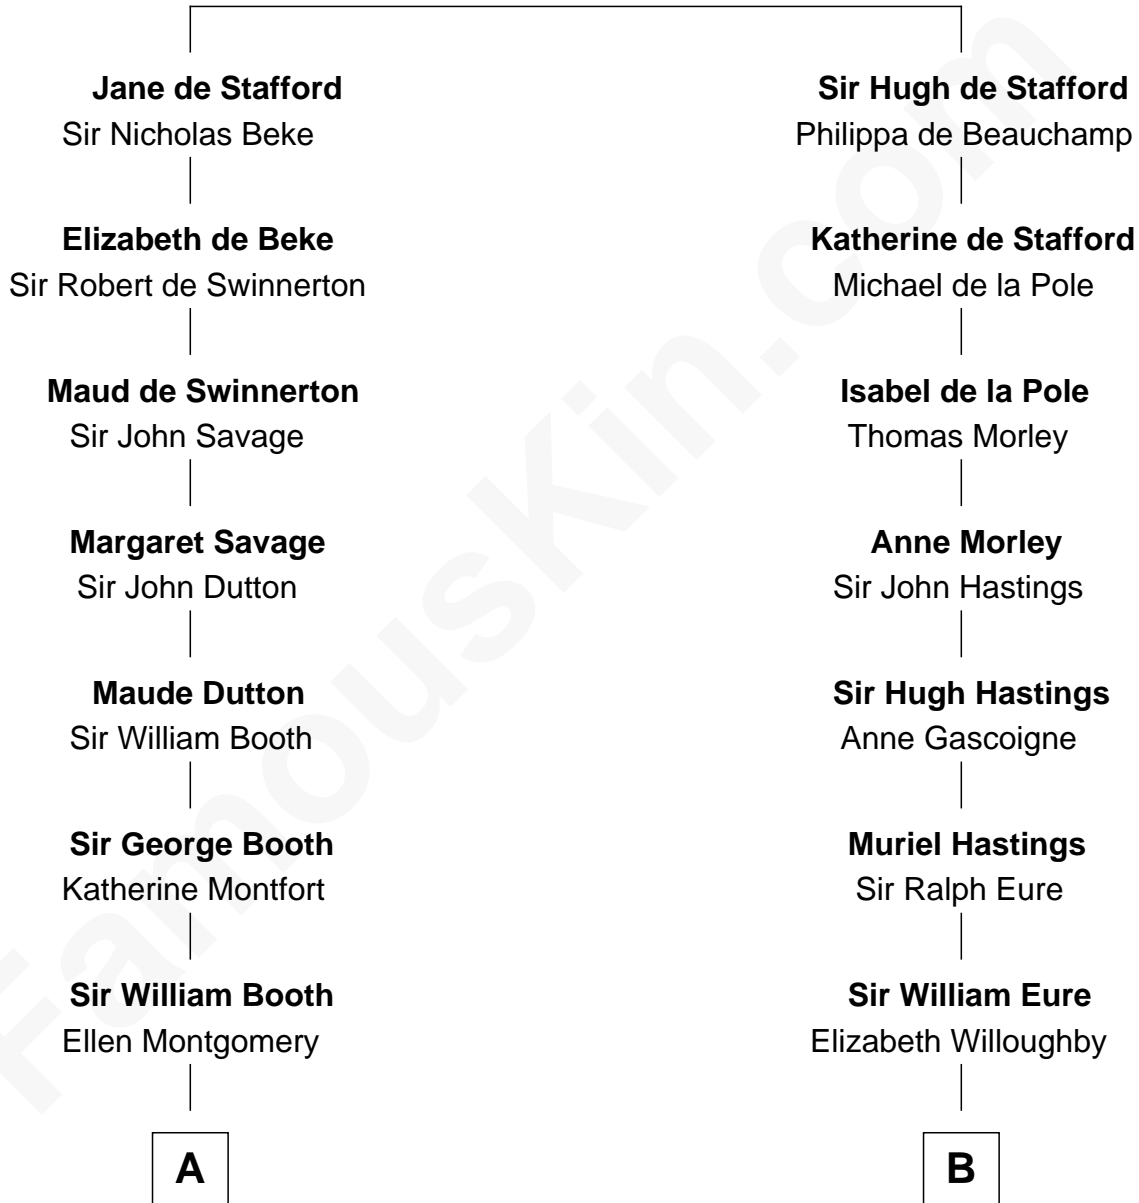 Jane de Stafford
Sir Nicholas Beke
Elizabeth de Beke
Sir Robert de Swinnerton
Maud de Swinnerton
Sir John Savage
Margaret Savage
Sir John Dutton
Maude Dutton
Sir William Booth
Sir George Booth
Katherine Montfort
Sir William Booth
Ellen Montgomery
A
Sir Hugh de Stafford
Philippa de Beauchamp
Katherine de Stafford
Michael de la Pole
Isabel de la Pole
Thomas Morley
Anne Morley
Sir John Hastings
Sir Hugh Hastings
Anne Gascoigne
Muriel Hastings
Sir Ralph Eure
Sir William Eure
Elizabeth Willoughby
B
FamousKin.com